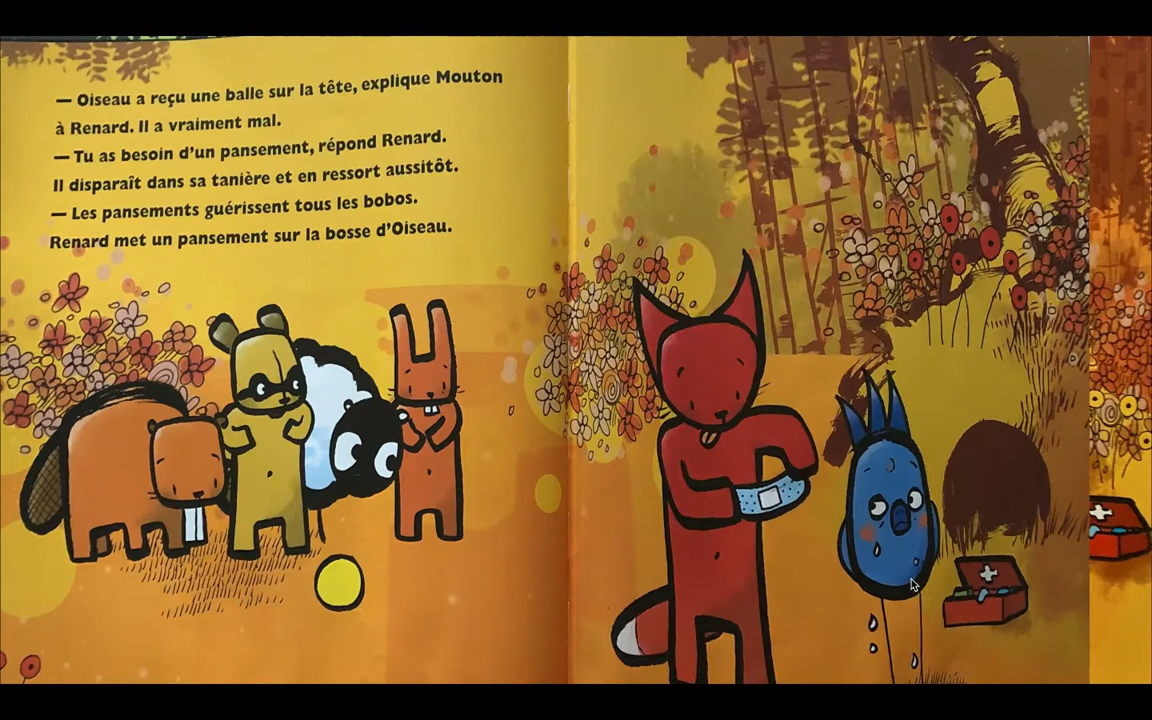 — Oiseau a reçu une balle sur la tête, explique Mouton
à Renard. Il a vraiment mal.
— Tu as besoin d'un pansement, répond Renard.
Il disparaît dans sa tanière et en ressort aussitôt.
— Les pansements guérissent tous les bobos.
Renard met un pansement sur la bosse d'Oiseau.